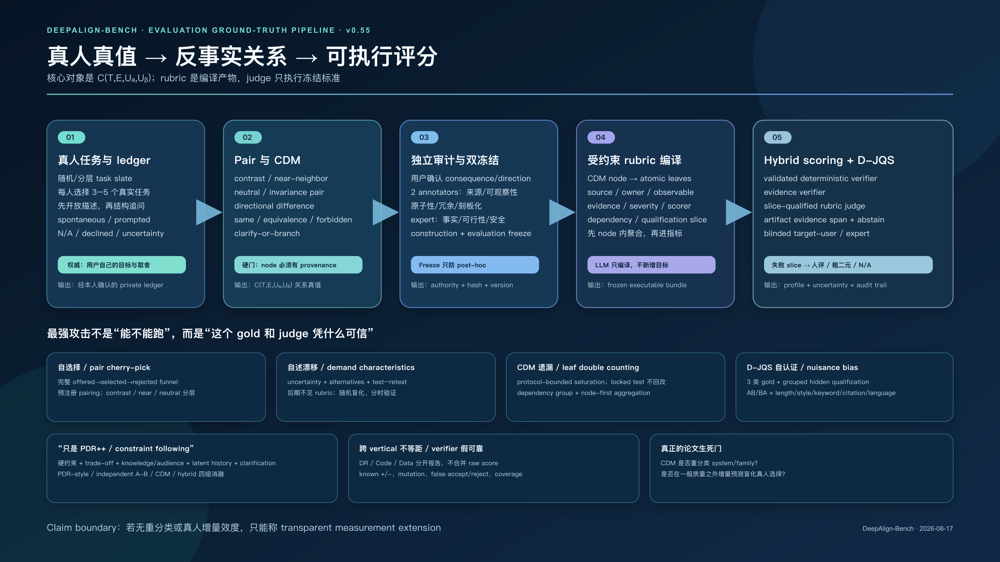 DEEPALIGN-BENCH · EVALUATION GROUND-TRUTH PIPELINE · v0.55
真人真值 → 反事实关系 → 可执行评分
核心对象是 C(T,E,Uₐ,Uᵦ)；rubric 是编译产物，judge 只执行冻结标准
01
真人任务与 ledger
随机/分层 task slate
每人选择 3–5 个真实任务
先开放描述，再结构追问
spontaneous / prompted
N/A / declined / uncertainty
权威：用户自己的目标与取舍
输出：经本人确认的 private ledger
02
Pair 与 CDM
contrast / near-neighbor
neutral / invariance pair
directional difference
same / equivalence / forbidden
clarify-or-branch
硬门：node 必须有 provenance
输出：C(T,E,Uₐ,Uᵦ) 关系真值
03
独立审计与双冻结
用户确认 consequence/direction
2 annotators：来源/可观察性
原子性/冗余/刻板化
expert：事实/可行性/安全
construction + evaluation freeze
Freeze 只防 post-hoc
输出：authority + hash + version
04
受约束 rubric 编译
CDM node → atomic leaves
source / owner / observable
evidence / severity / scorer
dependency / qualification slice
先 node 内聚合，再进指标
LLM 只编译，不新增目标
输出：frozen executable bundle
05
Hybrid scoring + D-JQS
validated deterministic verifier
evidence verifier
slice-qualified rubric judge
artifact evidence span + abstain
blinded target-user / expert
失败 slice → 人评 / 粗二元 / N/A
输出：profile + uncertainty + audit trail
最强攻击不是“能不能跑”，而是“这个 gold 和 judge 凭什么可信”
自选择 / pair cherry-pick
完整 offered→selected→rejected funnel
预注册 pairing；contrast / near / neutral 分层
自述漂移 / demand characteristics
uncertainty + alternatives + test–retest
后期不见 rubric；随机盲化、分时验证
CDM 遗漏 / leaf double counting
protocol-bounded saturation；locked test 不回改
dependency group + node-first aggregation
D-JQS 自认证 / nuisance bias
3 类 gold + grouped hidden qualification
AB/BA + length/style/keyword/citation/language
“只是 PDR++ / constraint following”
硬约束 + trade-off + knowledge/audience + latent history + clarification
PDR-style / independent A-B / CDM / hybrid 四组消融
跨 vertical 不等距 / verifier 假可靠
DR / Code / Data 分开报告，不合并 raw score
known +/-、mutation、false accept/reject、coverage
真正的论文生死门
CDM 是否重分类 system/family?
是否在一般质量之外增量预测盲化真人选择?
Claim boundary：若无重分类或真人增量效度，只能称 transparent measurement extension
DeepAlign-Bench · 2026-08-17